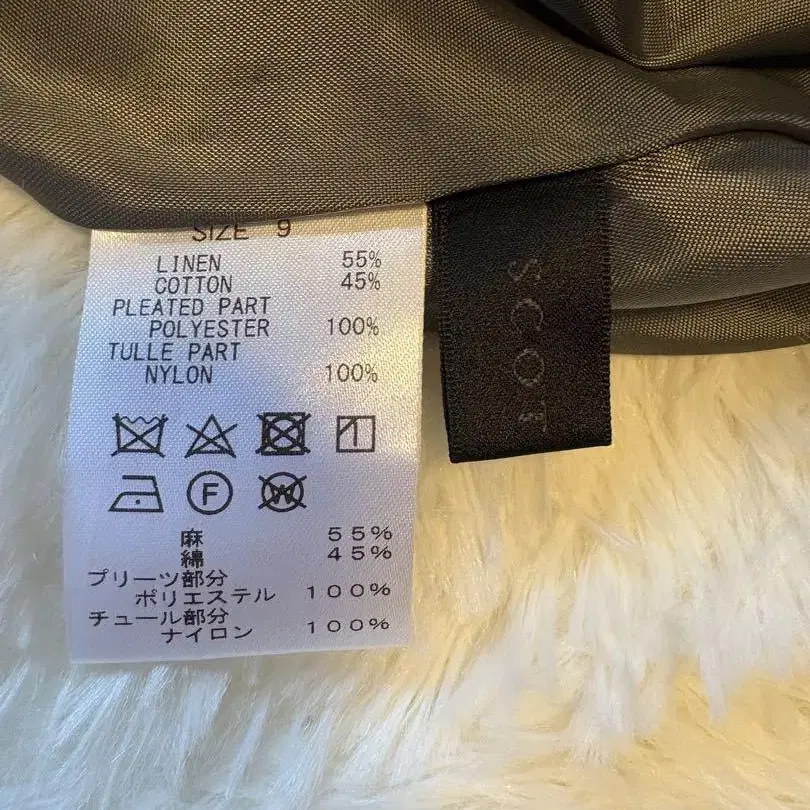 SIZE 9
LINEN 55%
COTTON 45%
PLEATED PART
POLYESTER 100%
TULLE PART
NYLON 100%
F
W
麻 55%
綿 45%
プリーツ部分
ポリエステル 100%
チュール部分
ナイロン 100%
SCOT